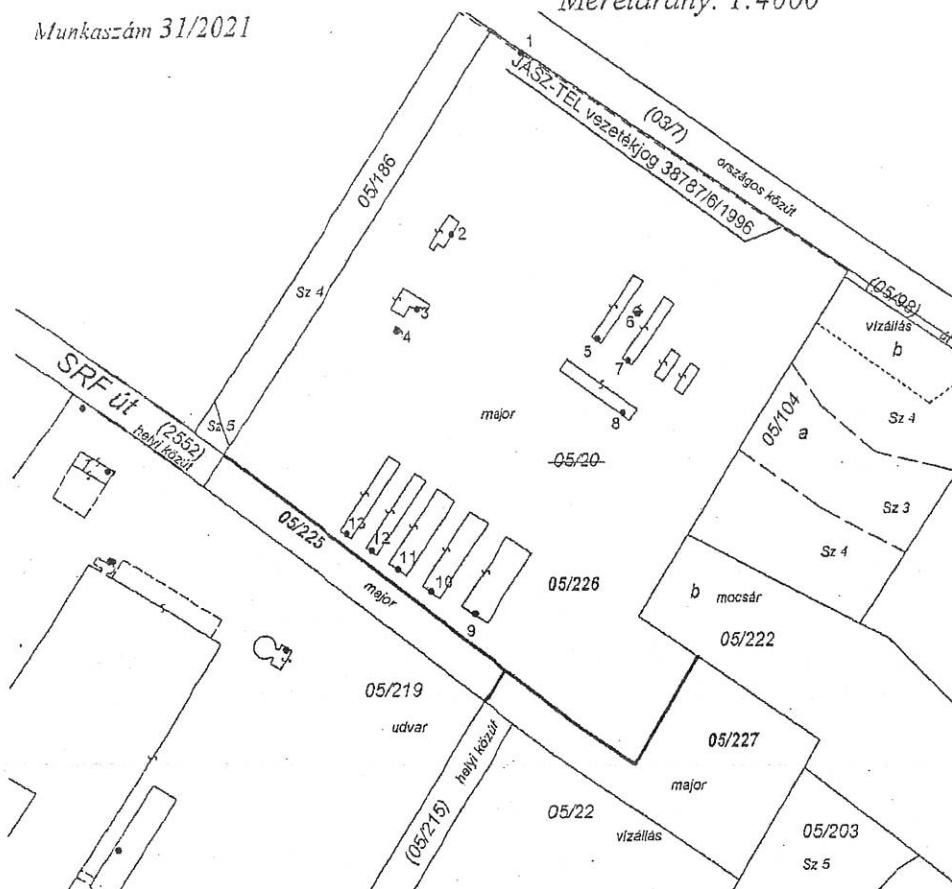 Munkaszám 31/2021
Méretarány: 1:4000
1
JÁSZ-TEL vezetékjog 38787/6/1996
(03/7)
országos közút
05/186
Sz 4
2
3
4
6
5
7
8
(05/98)
út
vízállás
b
Sz 4
05/104
a
Sz 3
Sz 4
major
05/20
SRF út
(2552)
helyi közút
Sz 5
05/225
major
13
12
11
10
9
05/226
b
mocsár
05/222
05/219
udvar
helyi közút
(05/215)
05/227
major
05/22
vízállás
05/203
Sz 5